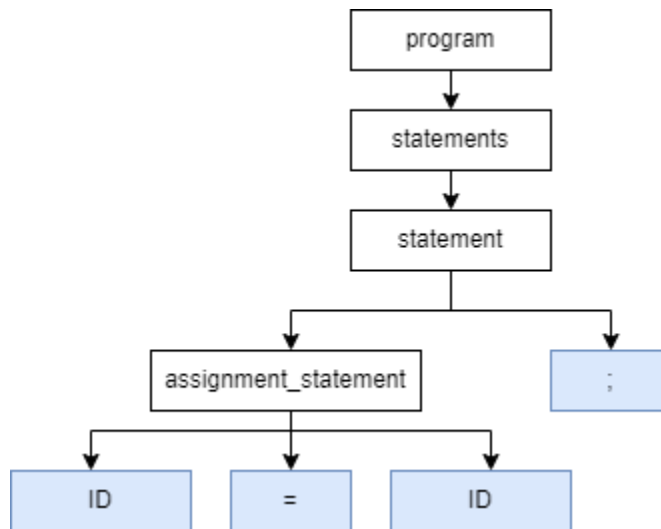 program
statements
statement
assignment_statement
;
ID
=
ID